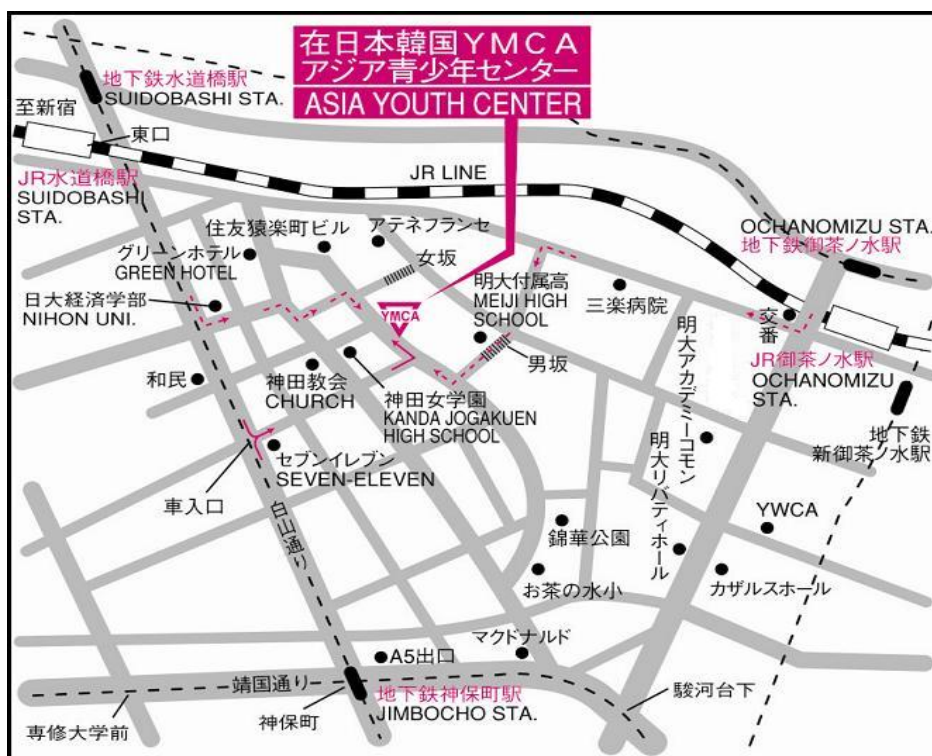 在日本韓国YMCA
アジア青少年センター
ASIA YOUTH CENTER
地下鉄水道橋駅
SUIDOBASHI STA.
至新宿
東口
JR水道橋駅
SUIDOBASHI
STA.
JR LINE
OCHANOMIZU STA.
地下鉄御茶ノ水駅
住友猿楽町ビル
アテネフランセ
グリーンホテル
GREEN HOTEL
女坂
明大付属高
MEIJI HIGH
SCHOOL
三楽病院
日大経済学部
NIHON UNI.
YMCA
交番
男坂
JR御茶ノ水駅
OCHANOMIZU
STA.
和民
神田教会
CHURCH
神田女学園
KANDA JOGAKUEN
HIGH SCHOOL
明大アカデミーコモン
地下鉄
新御茶ノ水駅
セブンイレブン
SEVEN-ELEVEN
車入口
白山通り
明大リバティホール
YWCA
錦華公園
お茶の水小
カザルスホール
マクドナルド
A5出口
靖国通り
地下鉄神保町駅
JIMBOCHO STA.
神保町
専修大学前
駿河台下